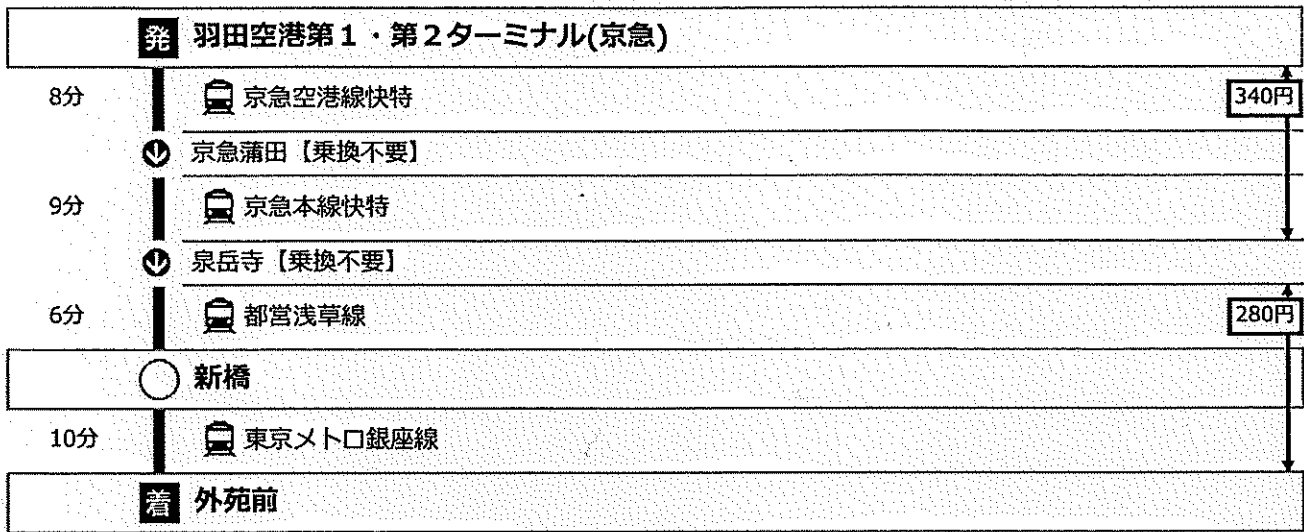 発 羽田空港第1・第2ターミナル(京急)
8分 京急空港線快特 340円
京急蒲田【乗換不要】
9分 京急本線快特
泉岳寺【乗換不要】
6分 都営浅草線 280円
新橋
10分 東京メトロ銀座線
着 外苑前